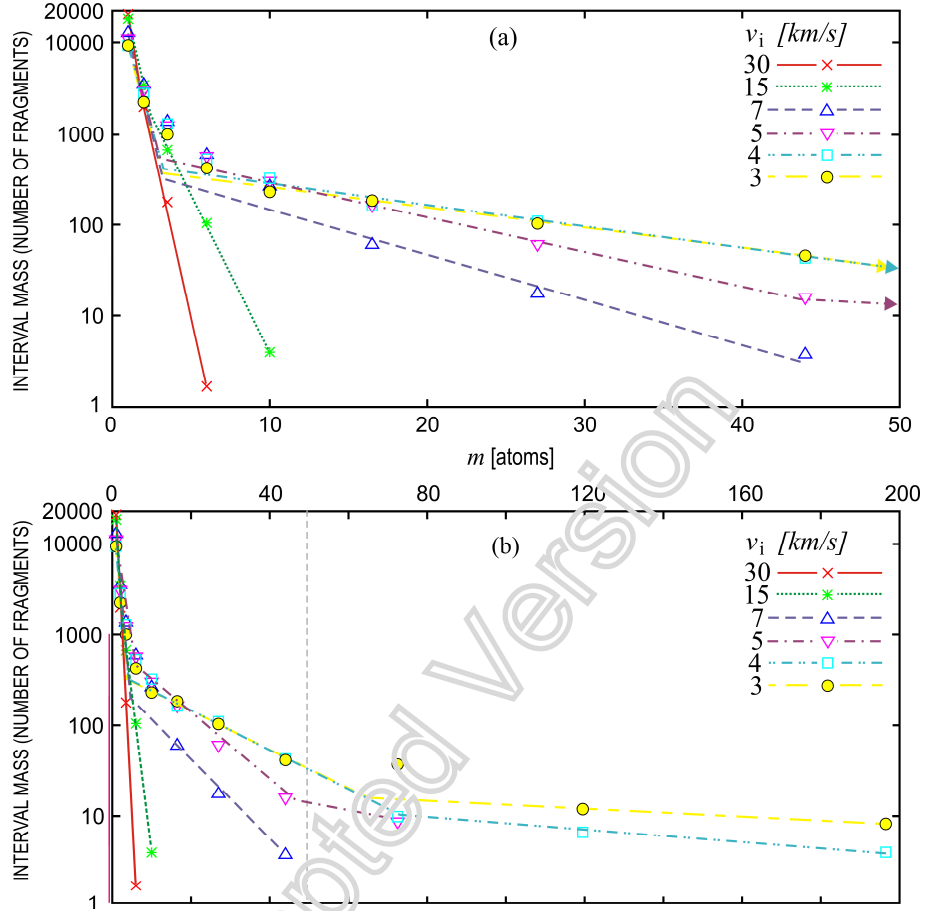 20000
10000
1000
100
10
1
INTERVAL MASS (NUMBER OF FRAGMENTS)
(a)
vi [km/s]
30
15
7
5
4
3
0 10 20 30 40 50
m [atoms]
0 40 80 120 160 200
20000
10000
1000
100
10
1
INTERVAL MASS (NUMBER OF FRAGMENTS)
(b)
vi [km/s]
30
15
7
5
4
3
pted Version